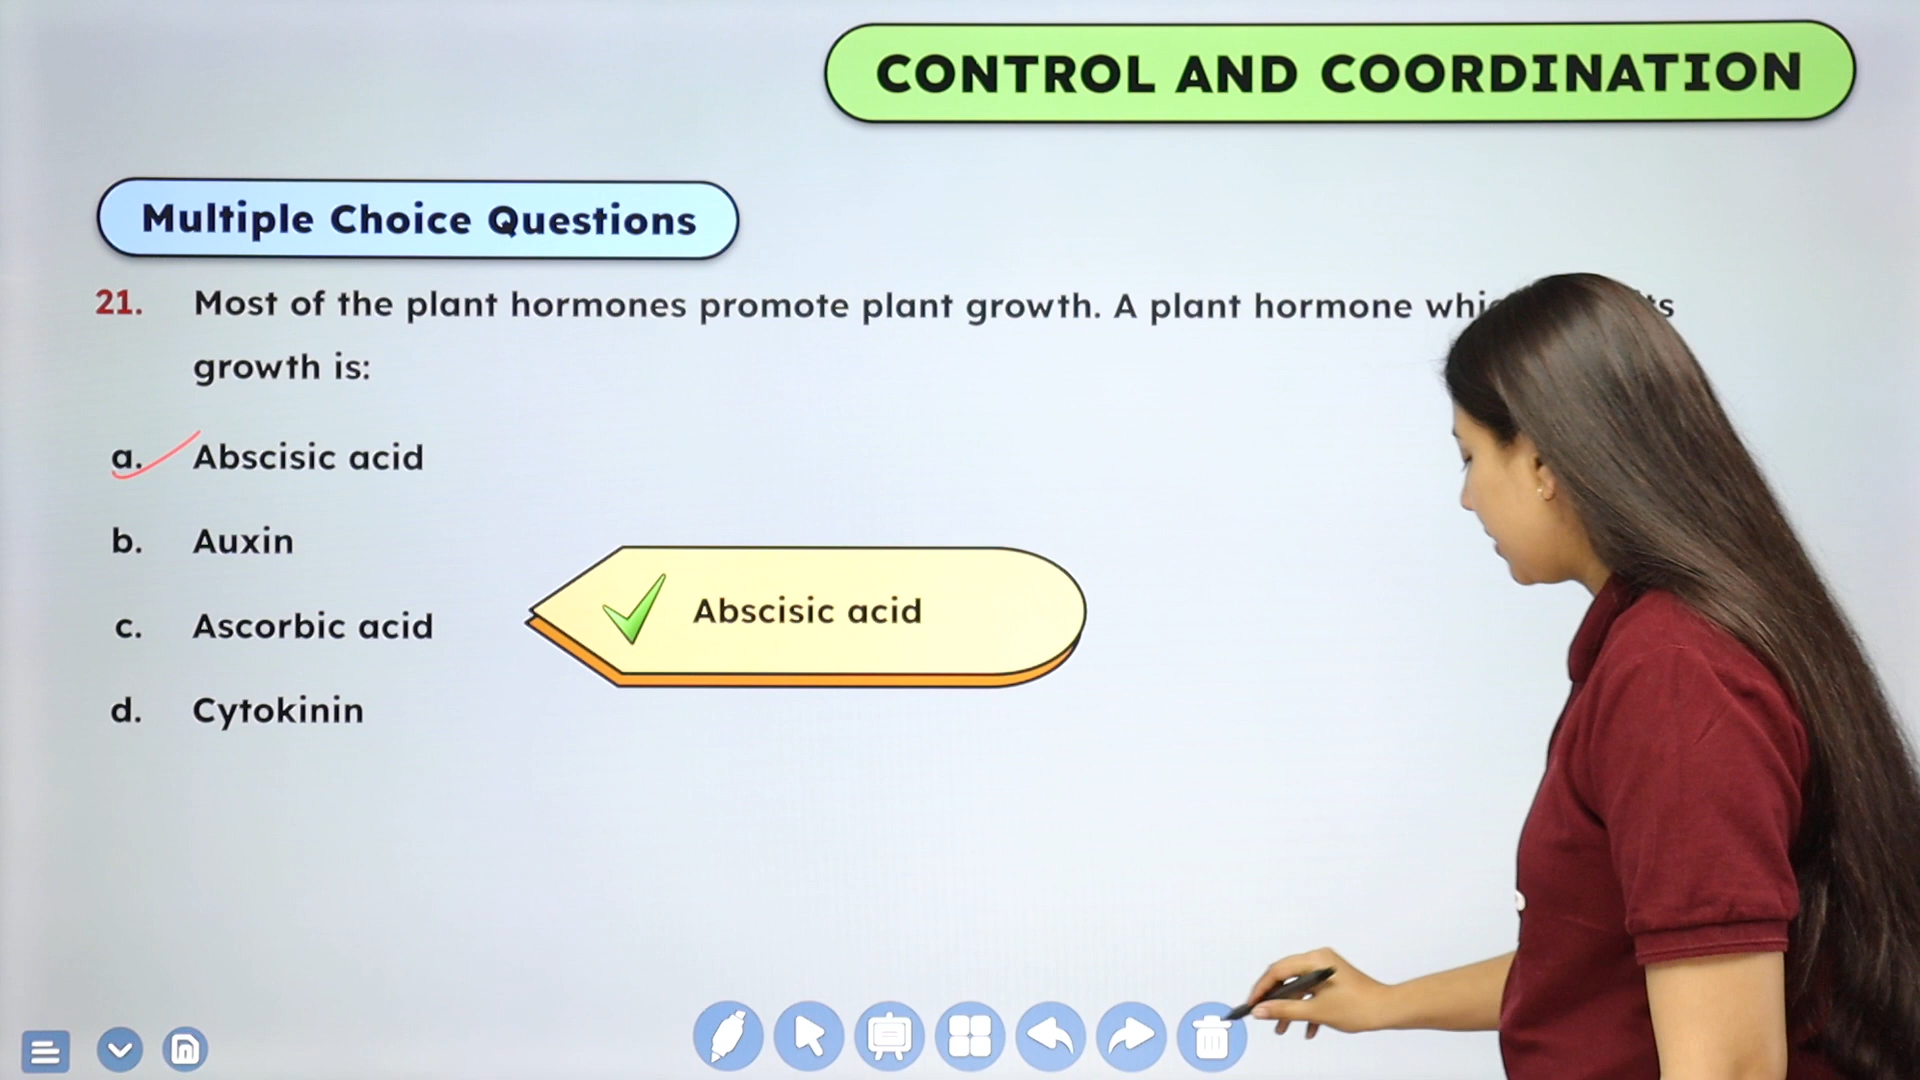 CONTROL AND COORDINATION
Multiple Choice Questions
21. Most of the plant hormones promote plant growth. A plant hormone
growth is:
a. Abscisic acid
b. Auxin
c. Ascorbic acid
d. Cytokinin
Abscisic acid